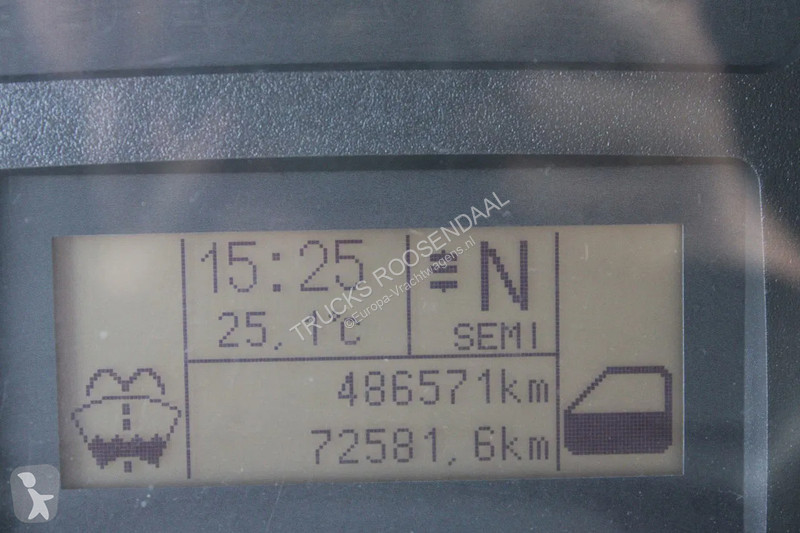 15:25
25,1°C
N
SEMI
486571km
72581,6km
TRUCKS ROOSENDAAL
©Europa-Vrachtwagens.nl